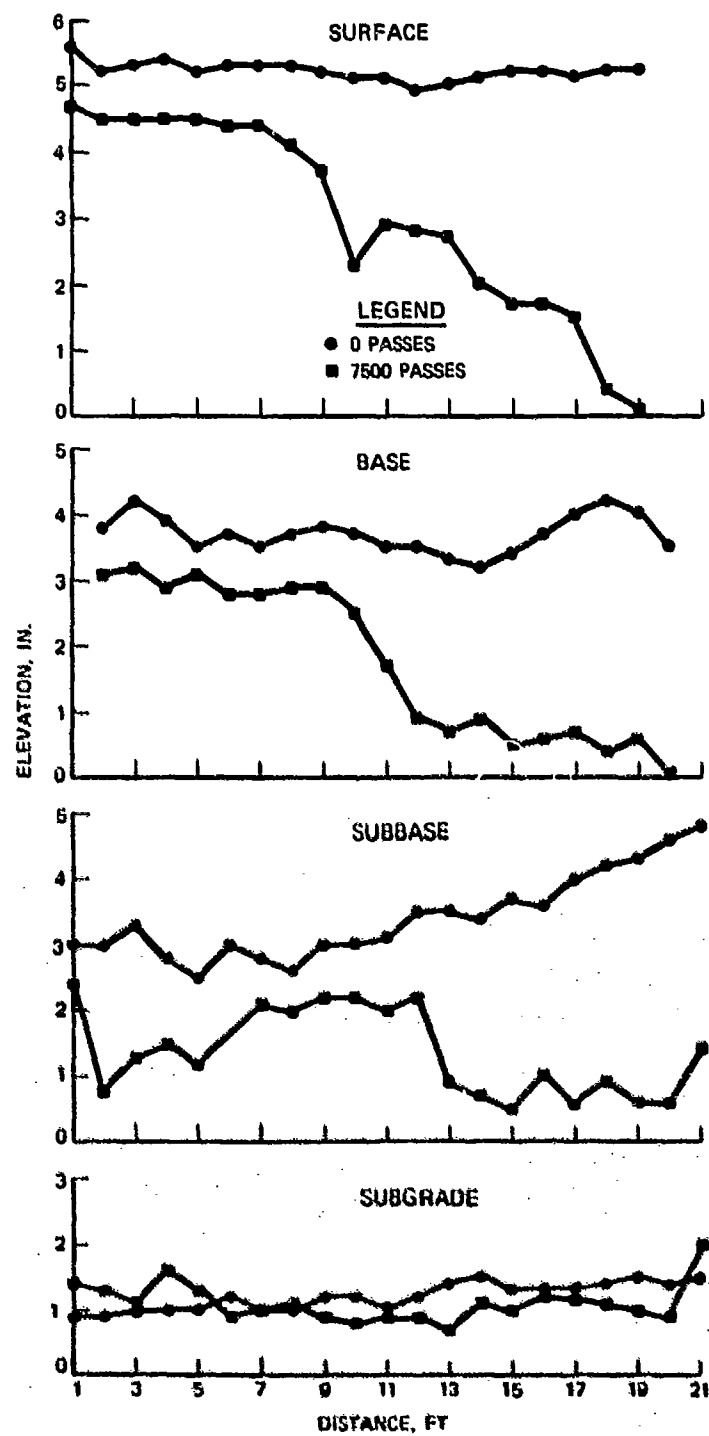 SURFACE
6
5
4
3
2
1
0
LEGEND
0 PASSES
7500 PASSES
BASE
5
4
3
2
1
0
ELEVATION, IN.
SUBBASE
5
4
3
2
1
0
SUBGRADE
3
2
1
0
1 3 5 7 9 11 13 15 17 19 21
DISTANCE, FT